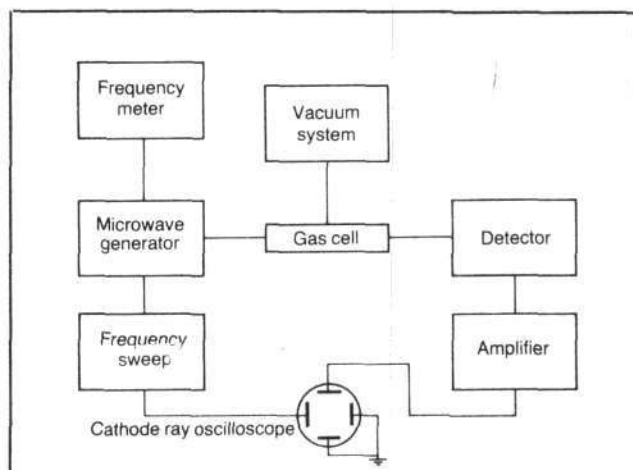 Frequency
meter
Vacuum
system
Microwave
generator
Gas cell
Detector
Frequency
sweep
Amplifier
Cathode ray oscilloscope